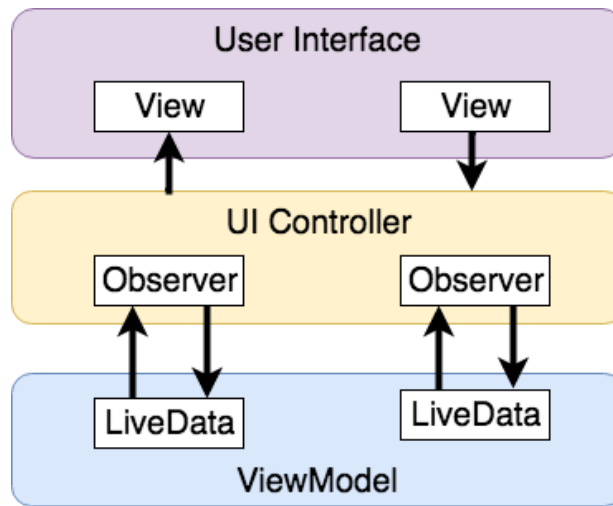 User Interface
View
View
UI Controller
Observer
Observer
LiveData
LiveData
ViewModel